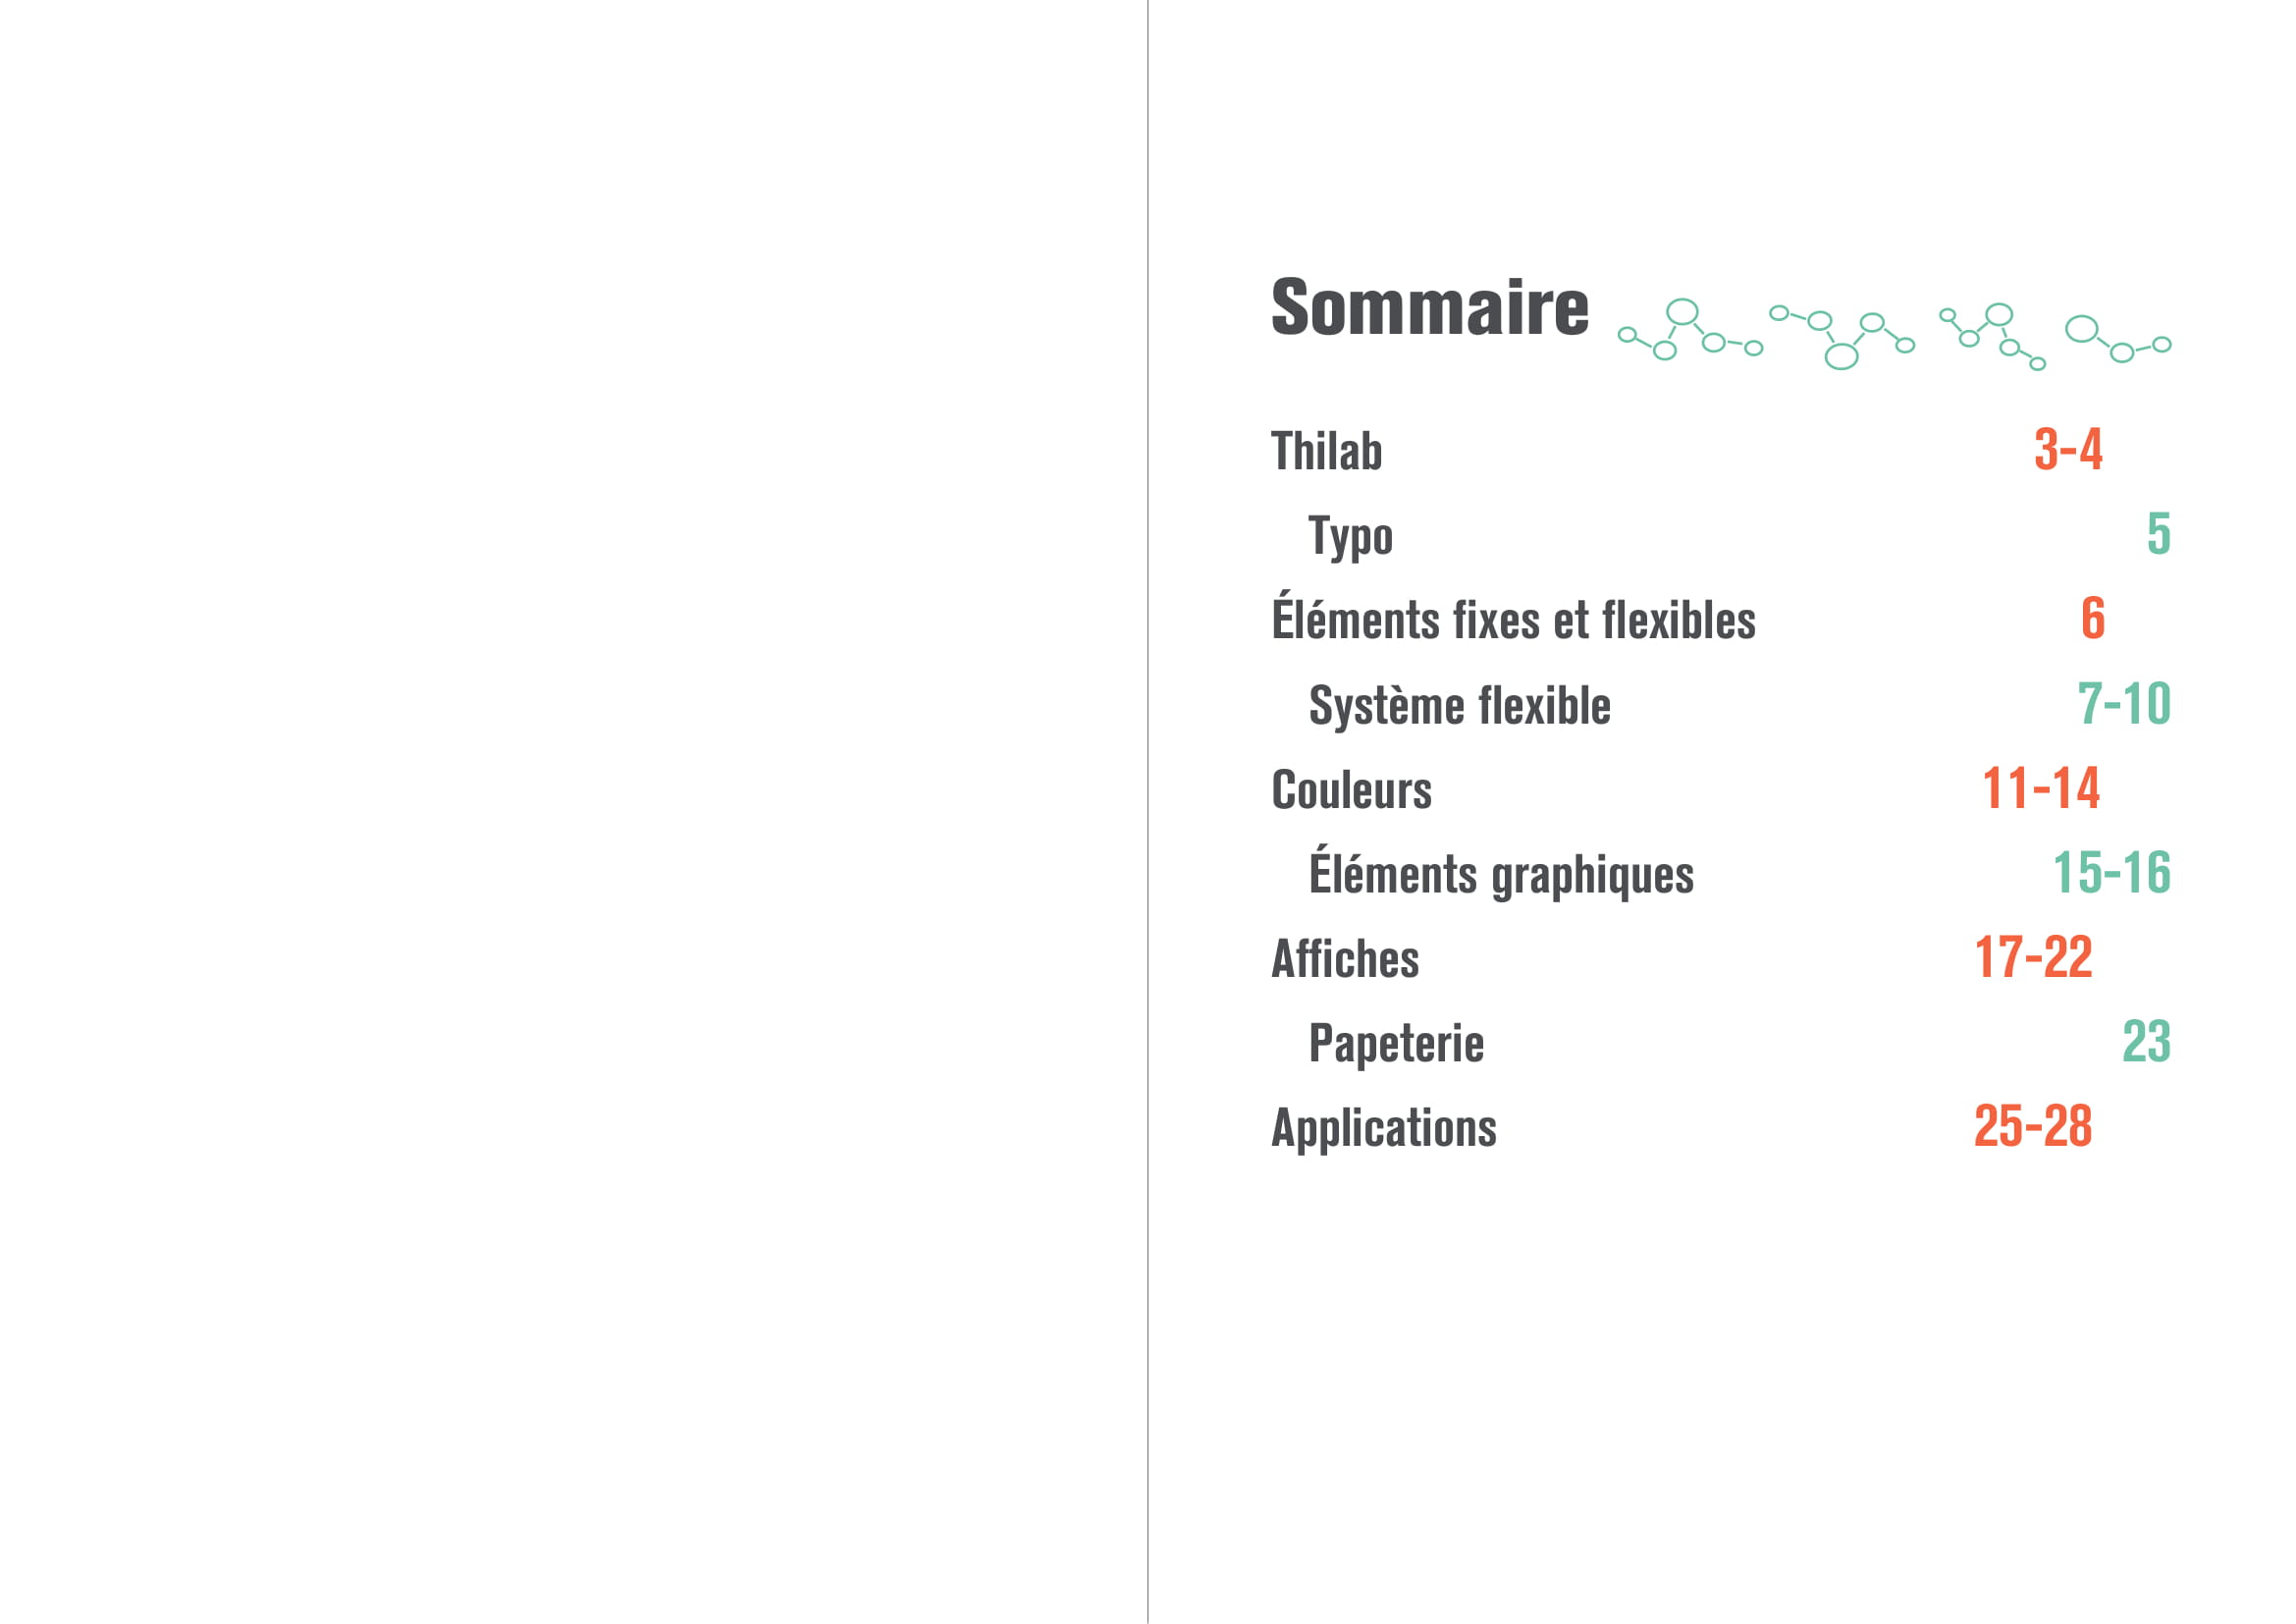 Sommaire
Thilab 3-4
Typo 5
Éléments fixes et flexibles 6
Système flexible 7-10
Couleurs 11-14
Éléments graphiques 15-16
Affiches 17-22
Papeterie 23
Applications 25-28